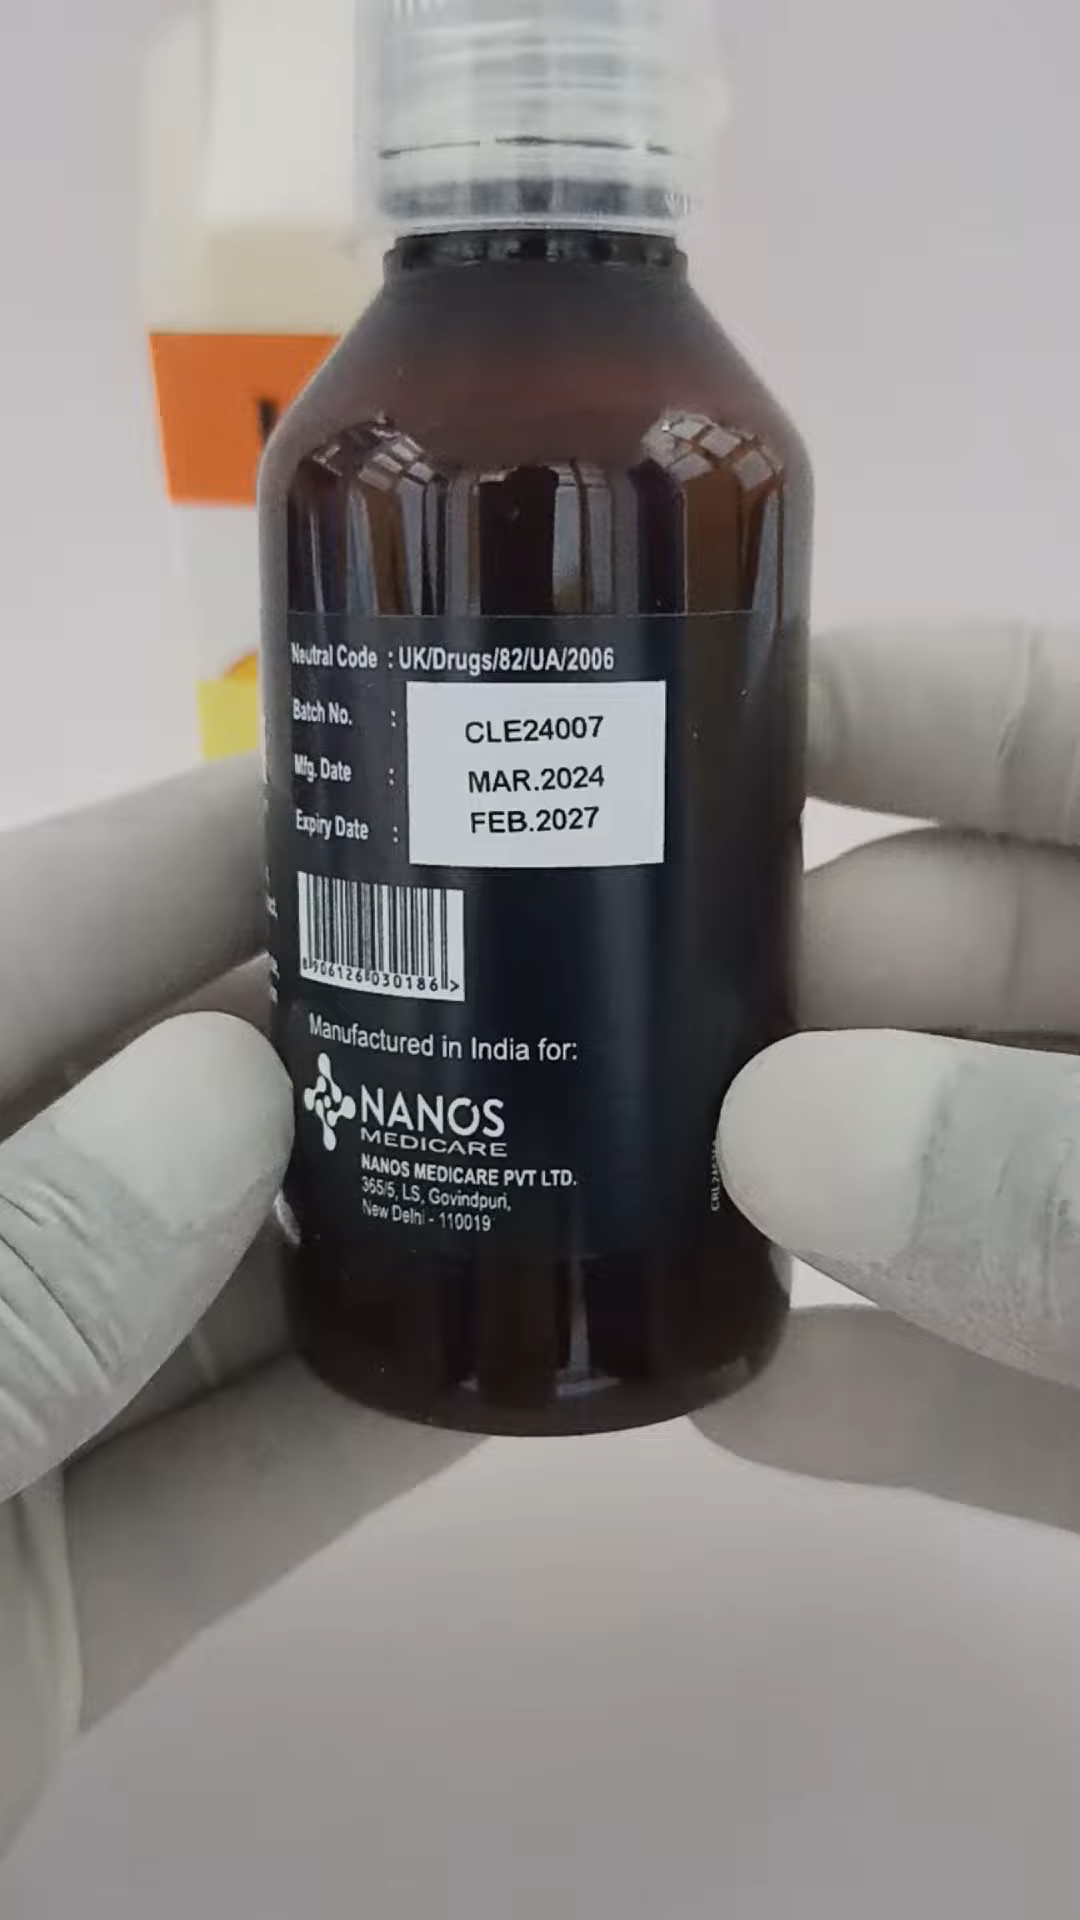 Neutral Code : UK/Drugs/82/UA/2006
Batch No. : CLE24007
Mfg. Date : MAR.2024
Expiry Date : FEB.2027
8906126030186>
Manufactured in India for:
NANOS
MEDICARE
NANOS MEDICARE PVT LTD.
365/5, LS, Govindpuri,
New Delhi - 110019